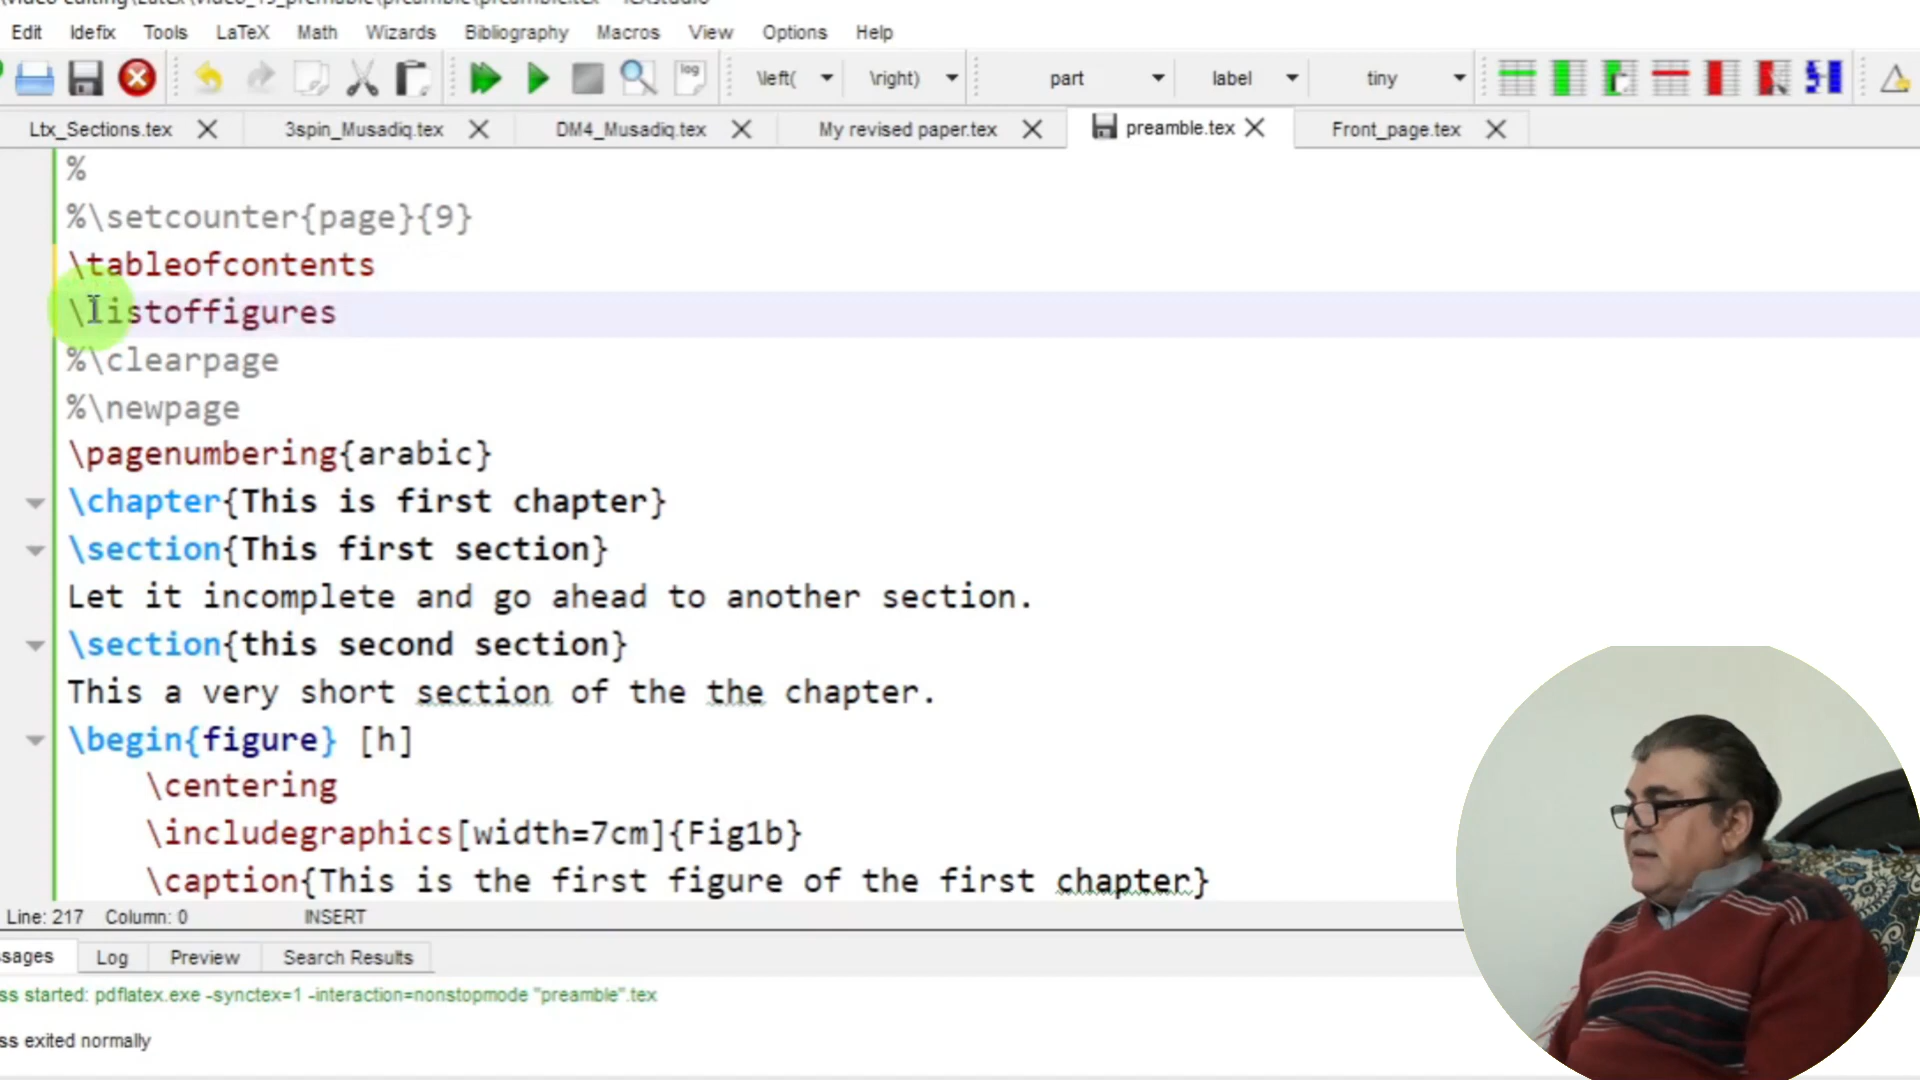 Edit Idefix Tools LaTeX Math Wizards Bibliography Macros View Options Help
log \left( \right) part label tiny
Ltx_Sections.tex 3spin_Musadiq.tex DM4_Musadiq.tex My revised paper.tex preamble.tex Front_page.tex
%
%\setcounter{page}{9}
\tableofcontents
\listoffigures
%\clearpage
%\newpage
\pagenumbering{arabic}
\chapter{This is first chapter}
\section{This first section}
Let it incomplete and go ahead to another section.
\section{this second section}
This a very short section of the the chapter.
\begin{figure} [h]
\centering
\includegraphics[width=7cm]{Fig1b}
\caption{This is the first figure of the first chapter}
Line: 217 Column: 0 INSERT
ssages Log Preview Search Results
ss started: pdflatex.exe -synctex=1 -interaction=nonstopmode "preamble".tex
ss exited normally